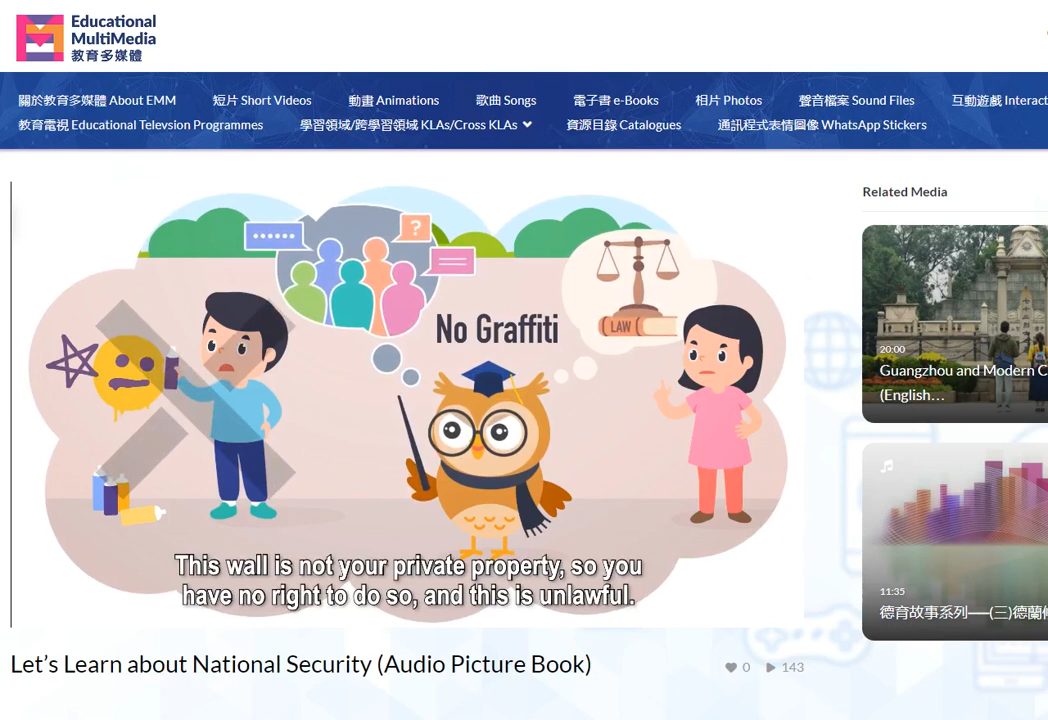 Educational
MultiMedia
教育多媒體
關於教育多媒體 About EMM
短片 Short Videos
動畫 Animations
歌曲 Songs
電子書 e-Books
相片 Photos
聲音檔案 Sound Files
互動遊戲 Interact
教育電視 Educational Televsion Programmes
學習領域/跨學習領域 KLAs/Cross KLAs
資源目錄 Catalogues
通訊程式表情圖像 WhatsApp Stickers
Related Media
?
No Graffiti
LAW
This wall is not your private property, so you
have no right to do so, and this is unlawful.
20:00
Guangzhou and Modern C
(English...
11:35
德育故事系列──(三)德蘭修
Let’s Learn about National Security (Audio Picture Book)
0
143